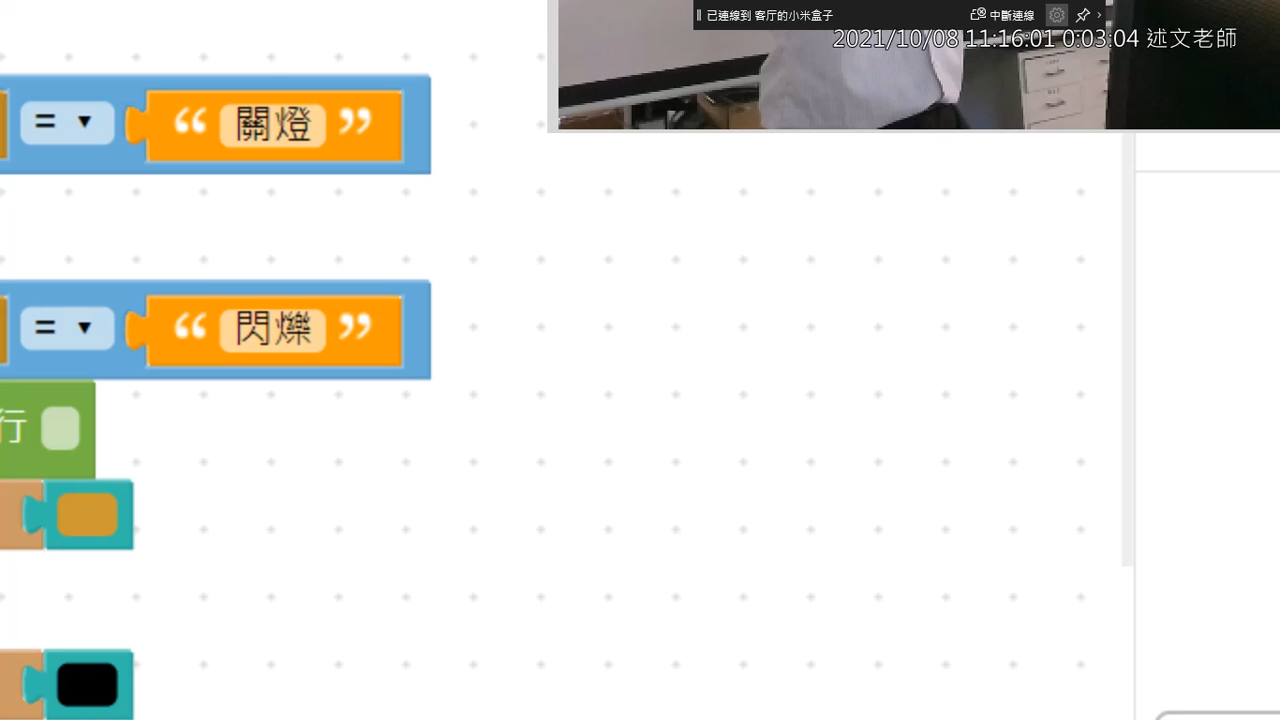 已連線到 客厅的小米盒子 中斷連線
2021/10/08 11:16:01 0:03:04 述文老師
= ▼ “ 關燈 ”
= ▼ “ 閃爍 ”
行